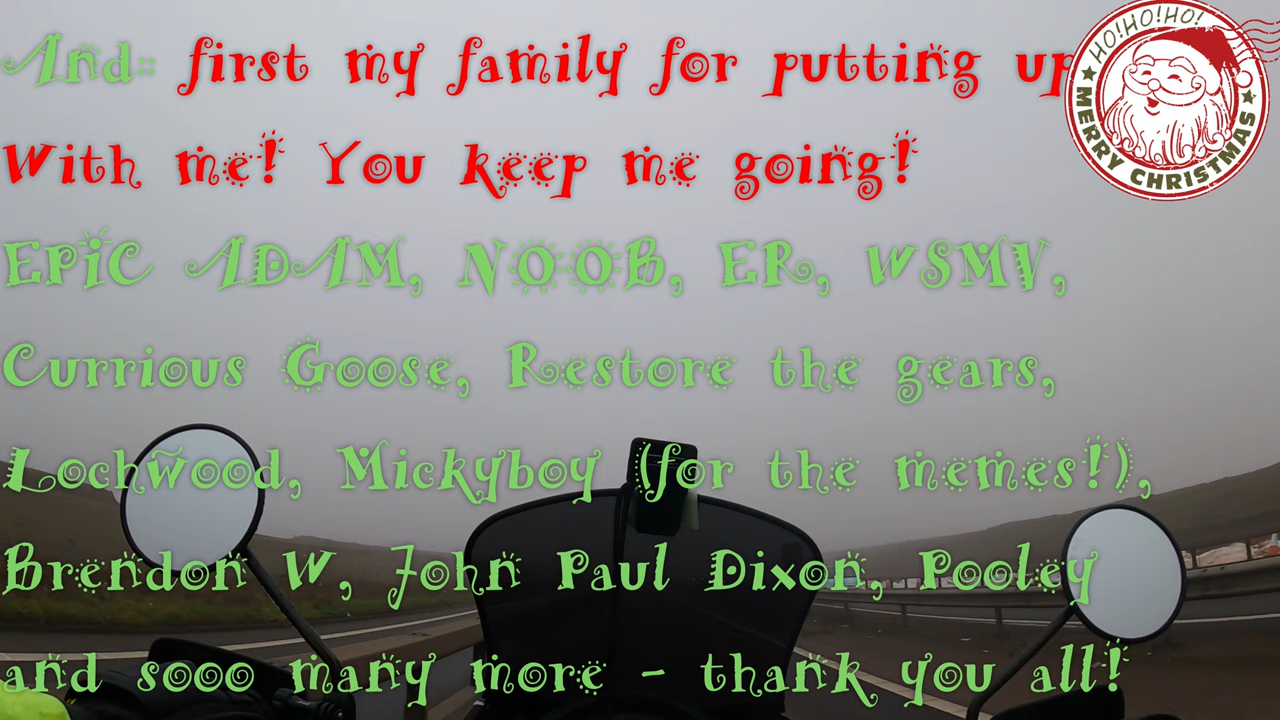 And:: first my family for putting up
With me! You keep me going!
EPiC ADAM, NOOB, ER, WSMV,
Currious Goose, Restore the gears,
Lochwood, Mickyboy (for the memes!),
Brendon W, John Paul Dixon, Pooley
and sooo many more - thank you all!
HO!HO!HO!
MERRY CHRISTMAS